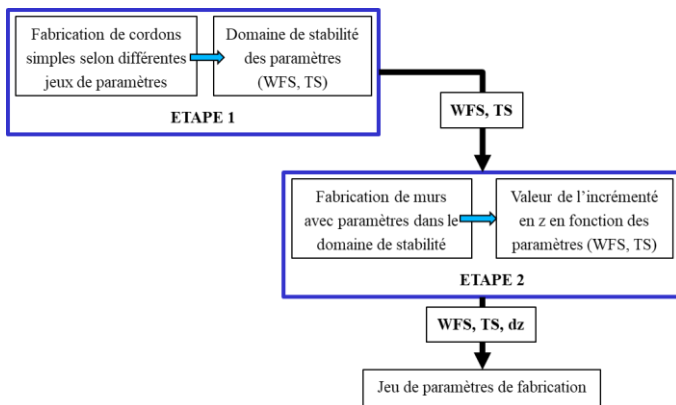 Fabrication de cordons
simples selon différentes
jeux de paramètres
Domaine de stabilité
des paramètres
(WFS, TS)
ETAPE 1
WFS, TS
Fabrication de murs
avec paramètres dans le
domaine de stabilité
Valeur de l'incrémenté
en z en fonction des
paramètres (WFS, TS)
ETAPE 2
WFS, TS, dz
Jeu de paramètres de fabrication